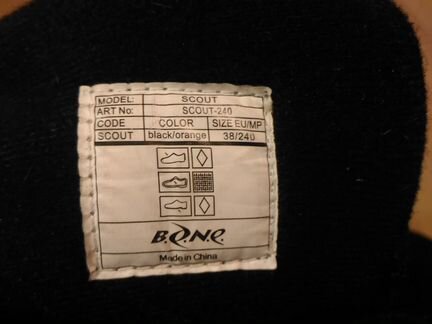 MODEL: SCOUT
ART No: SCOUT-240
CODE COLOR SIZE EU/MP
SCOUT black/orange 38/240
B.O.N.E.
Made in China